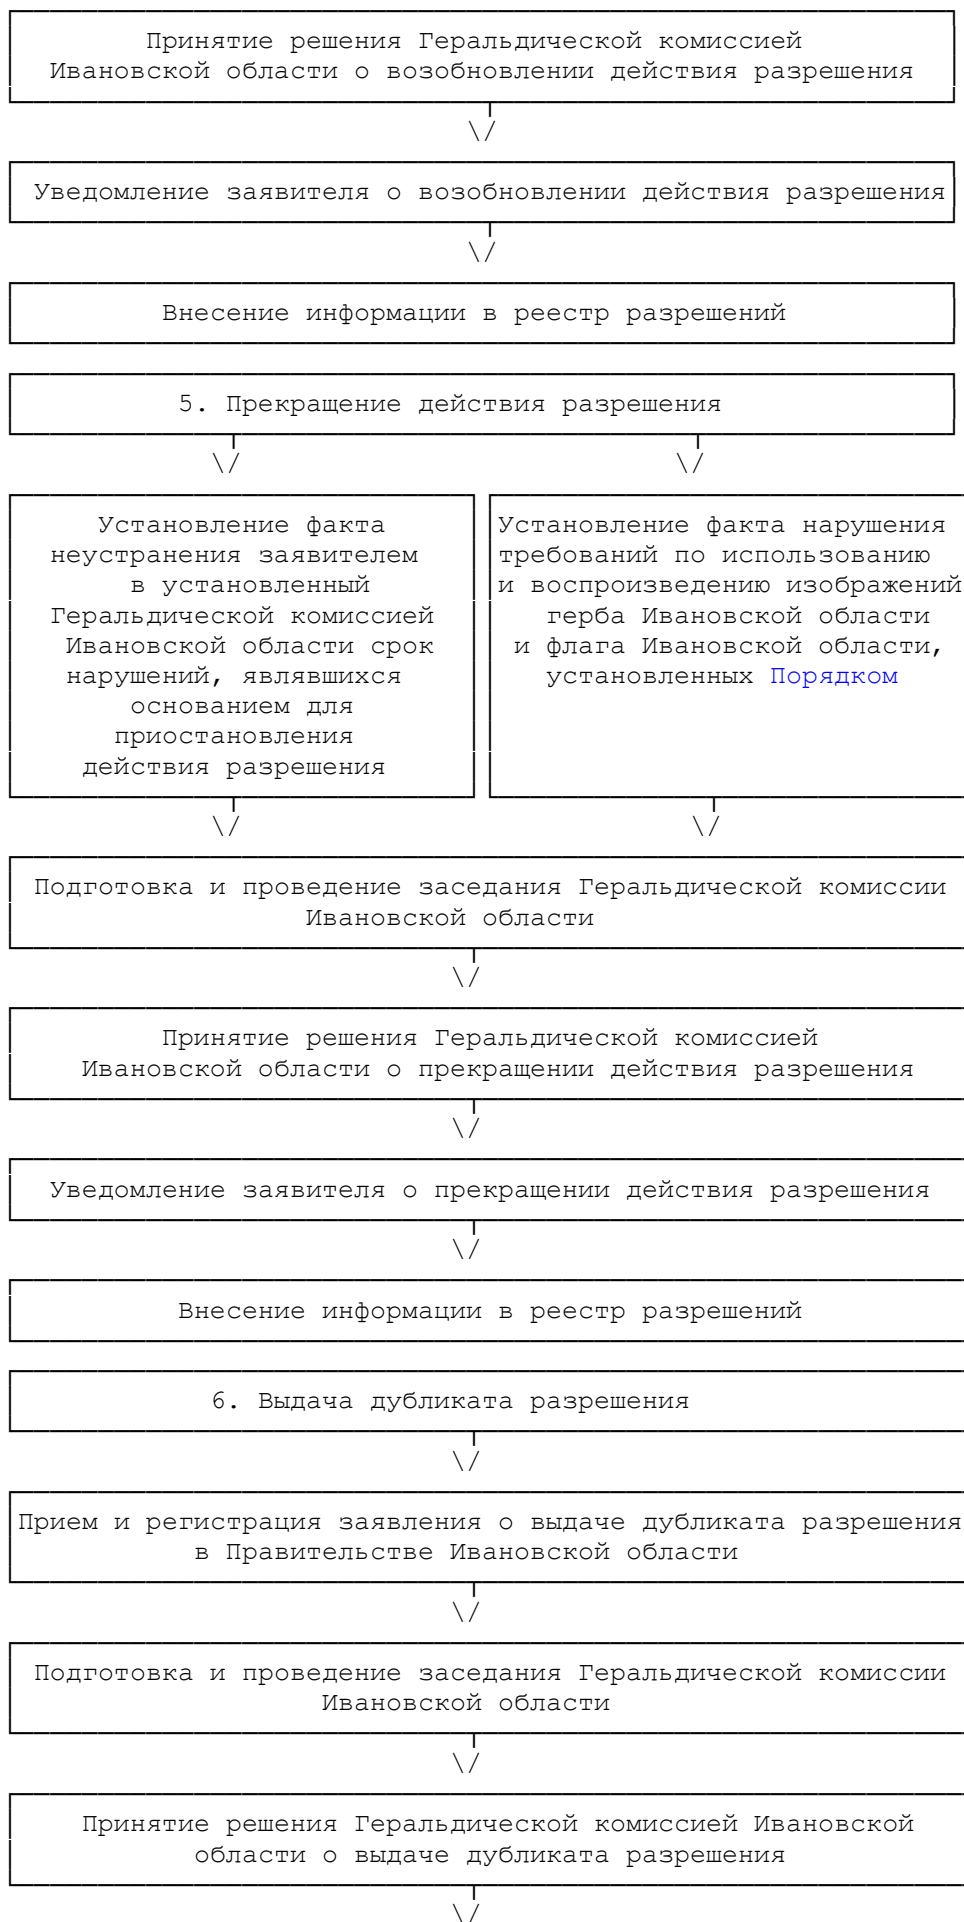 Принятие решения Геральдической комиссией
Ивановской области о возобновлении действия разрешения
\/
Уведомление заявителя о возобновлении действия разрешения
\/
Внесение информации в реестр разрешений
5. Прекращение действия разрешения
\/ \/
Установление факта
неустранения заявителем
в установленный
Геральдической комиссией
Ивановской области срок
нарушений, являвшихся
основанием для
приостановления
действия разрешения
Установление факта нарушения
требований по использованию
и воспроизведению изображений
герба Ивановской области
и флага Ивановской области,
установленных Порядком
\/ \/
Подготовка и проведение заседания Геральдической комиссии
Ивановской области
\/
Принятие решения Геральдической комиссией
Ивановской области о прекращении действия разрешения
\/
Уведомление заявителя о прекращении действия разрешения
\/
Внесение информации в реестр разрешений
6. Выдача дубликата разрешения
\/
Прием и регистрация заявления о выдаче дубликата разрешения
в Правительстве Ивановской области
\/
Подготовка и проведение заседания Геральдической комиссии
Ивановской области
\/
Принятие решения Геральдической комиссией Ивановской
области о выдаче дубликата разрешения
\/